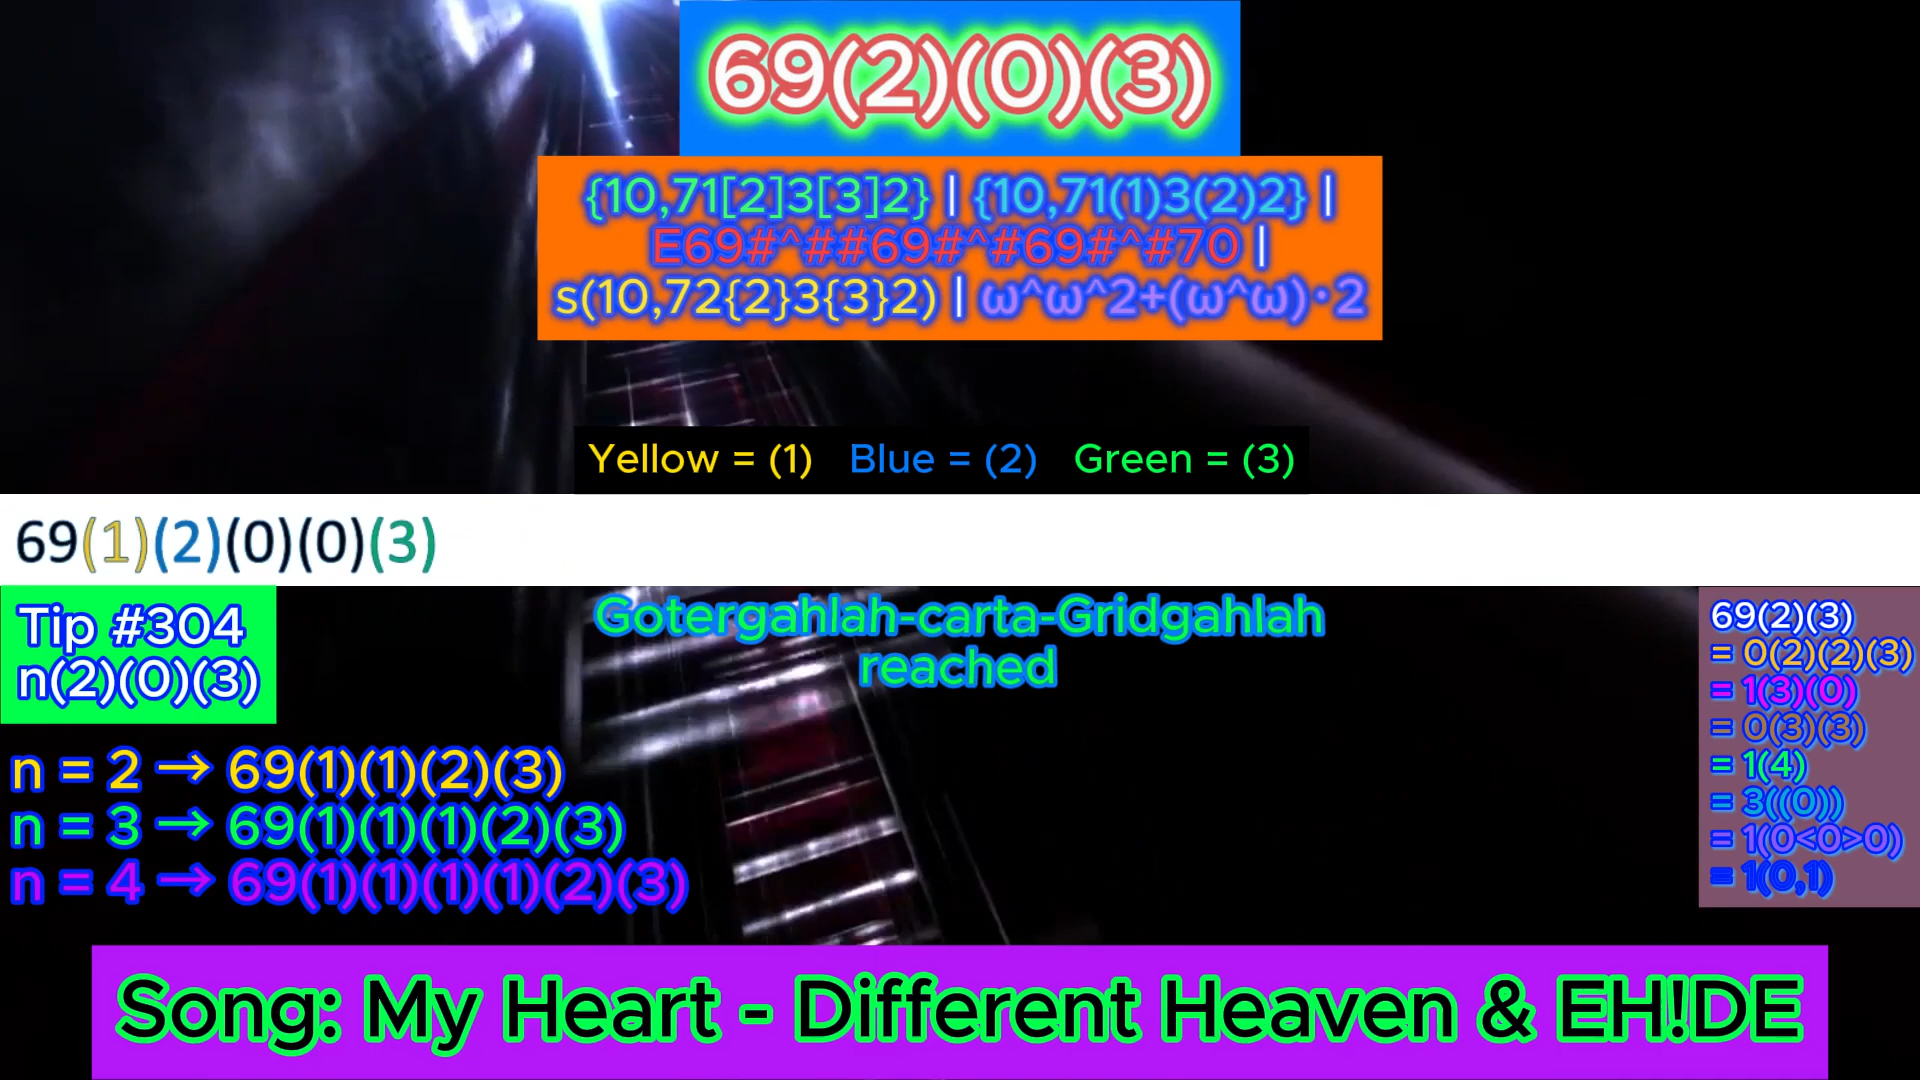 69(2)(0)(3)
{10,71[2]3[3]2} | {10,71(1)3(2)2} |
E69#^##69#^#69#^#70 |
s(10,72{2}3{3}2) | ω^ω^2+(ω^ω)·2
Yellow = (1) Blue = (2) Green = (3)
69(1)(2)(0)(0)(3)
Tip #304
n(2)(0)(3)
Gotergahlah-carta-Gridgahlah
reached
n = 2 → 69(1)(1)(2)(3)
n = 3 → 69(1)(1)(1)(2)(3)
n = 4 → 69(1)(1)(1)(1)(2)(3)
69(2)(3)
= 0(2)(2)(3)
= 1(3)(0)
= 0(3)(3)
= 1(4)
= 3((0))
= 1(0<0>0)
= 1(0,1)
Song: My Heart - Different Heaven & EH!DE